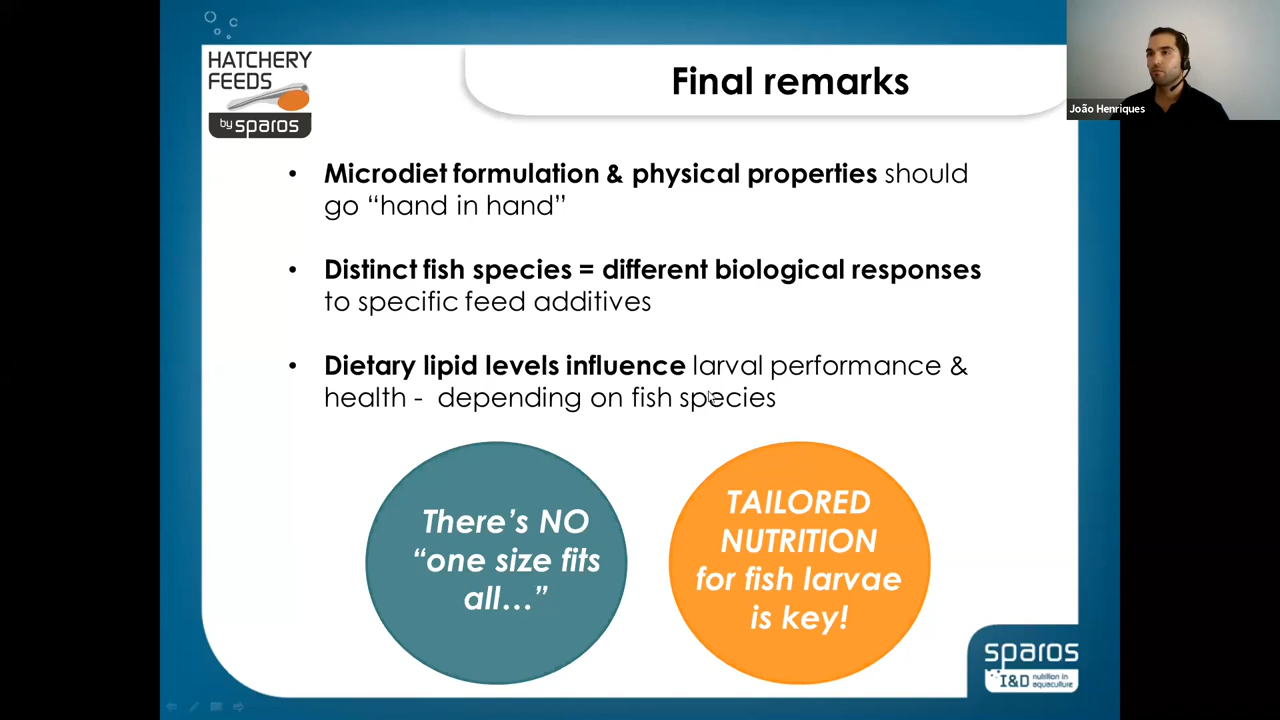 HATCHERY
FEEDS
by sparos
Final remarks
João Henriques
• Microdiet formulation & physical properties should
go “hand in hand”
• Distinct fish species = different biological responses
to specific feed additives
• Dietary lipid levels influence larval performance &
health - depending on fish species
There’s NO
“one size fits
all…”
TAILORED
NUTRITION
for fish larvae
is key!
sparos
I&D nutrition in
aquaculture